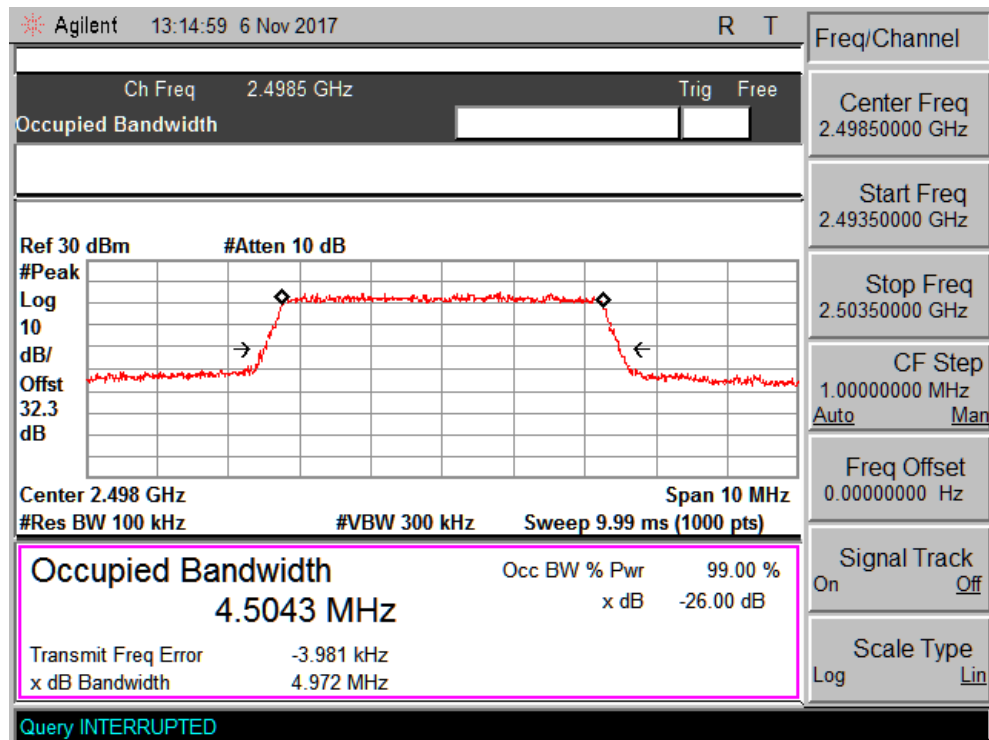 Agilent 13:14:59 6 Nov 2017 R T
Freq/Channel
Ch Freq 2.4985 GHz Trig Free
Occupied Bandwidth
Center Freq
2.49850000 GHz
Start Freq
2.49350000 GHz
Stop Freq
2.50350000 GHz
CF Step
1.00000000 MHz
Auto Man
Freq Offset
0.00000000 Hz
Signal Track
On Off
Scale Type
Log Lin
Ref 30 dBm #Atten 10 dB
#Peak
Log
10
dB/
Offst
32.3
dB
Center 2.498 GHz Span 10 MHz
#Res BW 100 kHz #VBW 300 kHz Sweep 9.99 ms (1000 pts)
Occupied Bandwidth Occ BW % Pwr 99.00 %
4.5043 MHz x dB -26.00 dB
Transmit Freq Error -3.981 kHz
x dB Bandwidth 4.972 MHz
Query INTERRUPTED